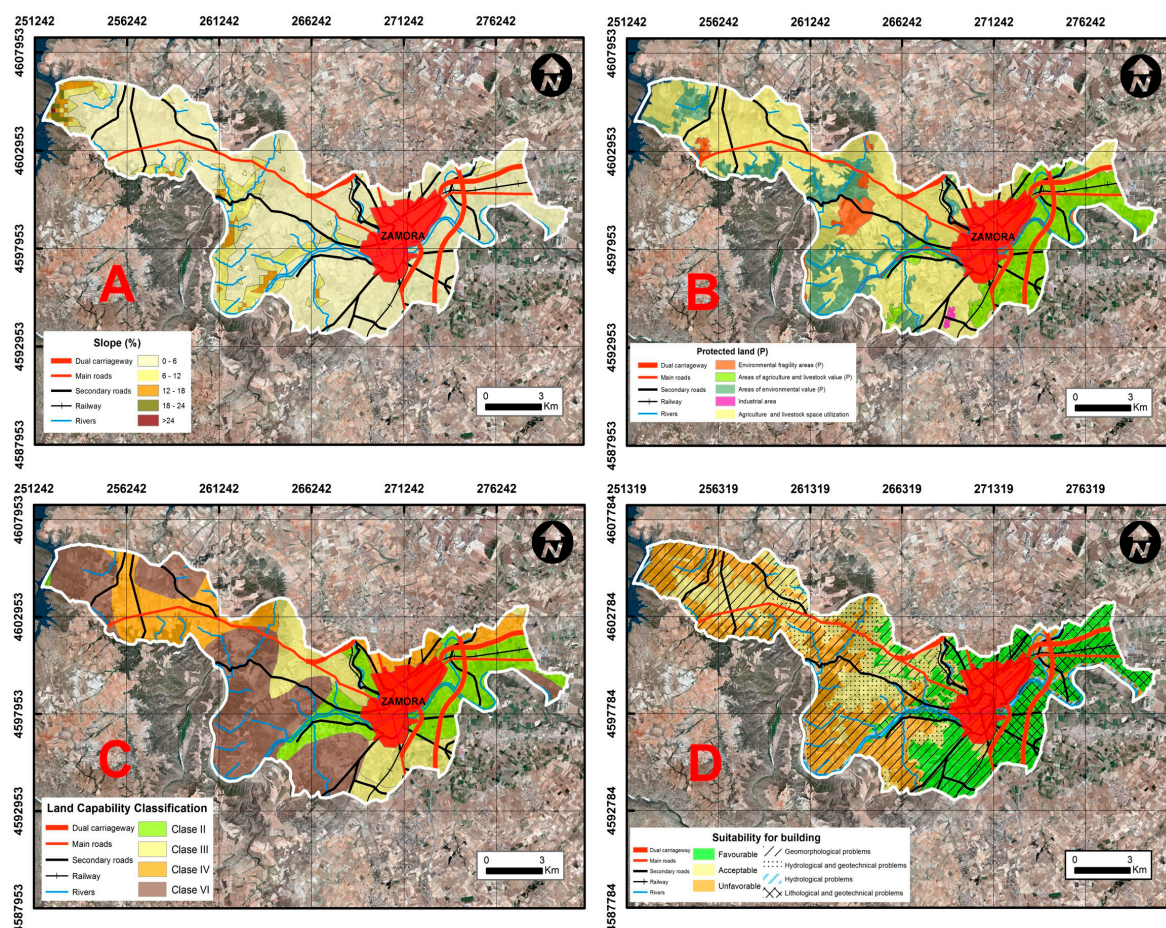 251242 256242 261242 266242 271242 276242
4607953
4602953
4597953
4592953
4587953
N
ZAMORA
A
Slope (%)
Dual carriageway 0 - 6
Main roads 6 - 12
Secondary roads 12 - 18
Railway 18 - 24
Rivers >24
0 3
Km
251242 256242 261242 266242 271242 276242
4607953
4602953
4597953
4592953
4587953
N
ZAMORA
B
Protected land (P)
Dual carriageway Environmental fragility areas (P)
Main roads Areas of agriculture and livestock value (P)
Secondary roads Areas of environmental value (P)
Railway Industrial area
Rivers Agriculture and livestock space utilization
0 3
Km
251242 256242 261242 266242 271242 276242
4607953
4602953
4597953
4592953
4587953
N
ZAMORA
C
Land Capability Classification
Dual carriageway Clase II
Main roads Clase III
Secondary roads Clase IV
Railway Clase VI
Rivers
0 3
Km
251319 256319 261319 266319 271319 276319
4607784
4602784
4597784
4592784
4587784
N
D
Suitability for building
Dual carriageway Favourable Geomorphological problems
Main roads Acceptable Hydrological and geotechnical problems
Secondary roads Unfavorable Hydrological problems
Railway Lithological and geotechnical problems
Rivers
0 3
Km